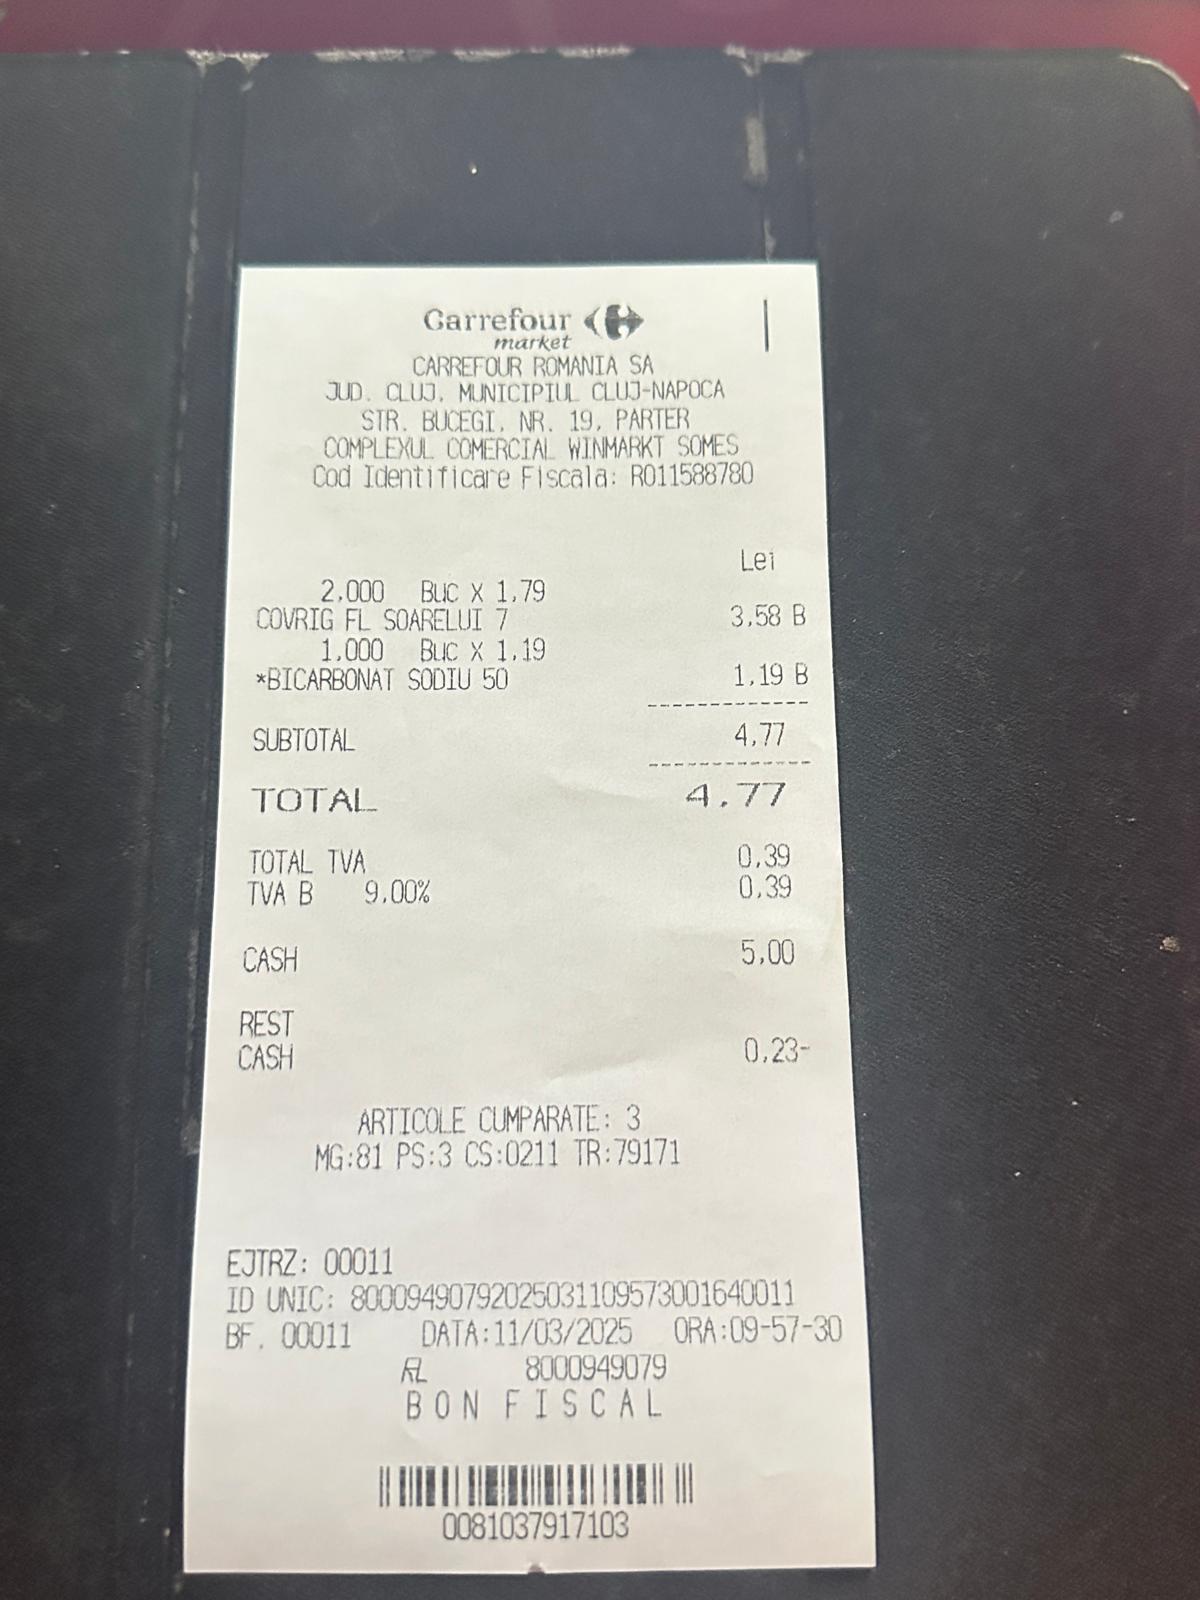 Carrefour
market
CARREFOUR ROMANIA SA
JUD. CLUJ, MUNICIPIUL CLUJ-NAPOCA
STR. BUCEGI, NR. 19, PARTER
COMPLEXUL COMERCIAL WINMARKT SOMES
Cod Identificare Fiscala: RO11588780
Lei
2,000 Buc X 1,79
COVRIG FL SOARELUI 7 3,58 B
1,000 Buc X 1,19
*BICARBONAT SODIU 50 1,19 B
SUBTOTAL 4,77
TOTAL 4,77
TOTAL TVA 0,39
TVA B 9,00% 0,39
CASH 5,00
REST
CASH 0,23-
ARTICOLE CUMPARATE: 3
MG:81 PS:3 CS:0211 TR:79171
EJTRZ: 00011
ID UNIC: 80009490792025031109573001640011
BF. 00011 DATA:11/03/2025 ORA:09-57-30
8000949079
BON FISCAL
0081037917103